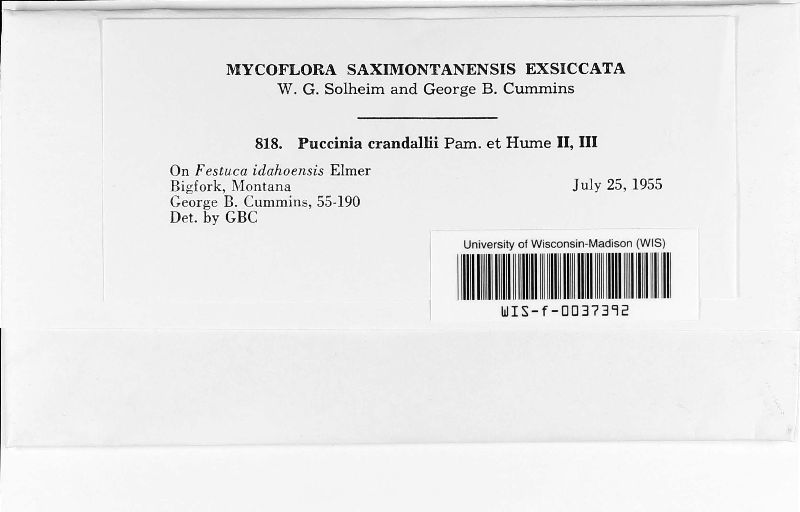 MYCOFLORA SAXIMONTANENSIS EXSICCATA
W. G. Solheim and George B. Cummins
818. Puccinia crandallii Pam. et Hume II, III
On Festuca idahoensis Elmer
Bigfork, Montana July 25, 1955
George B. Cummins, 55-190
Det. by GBC
University of Wisconsin-Madison (WIS)
WIS-f-0037392